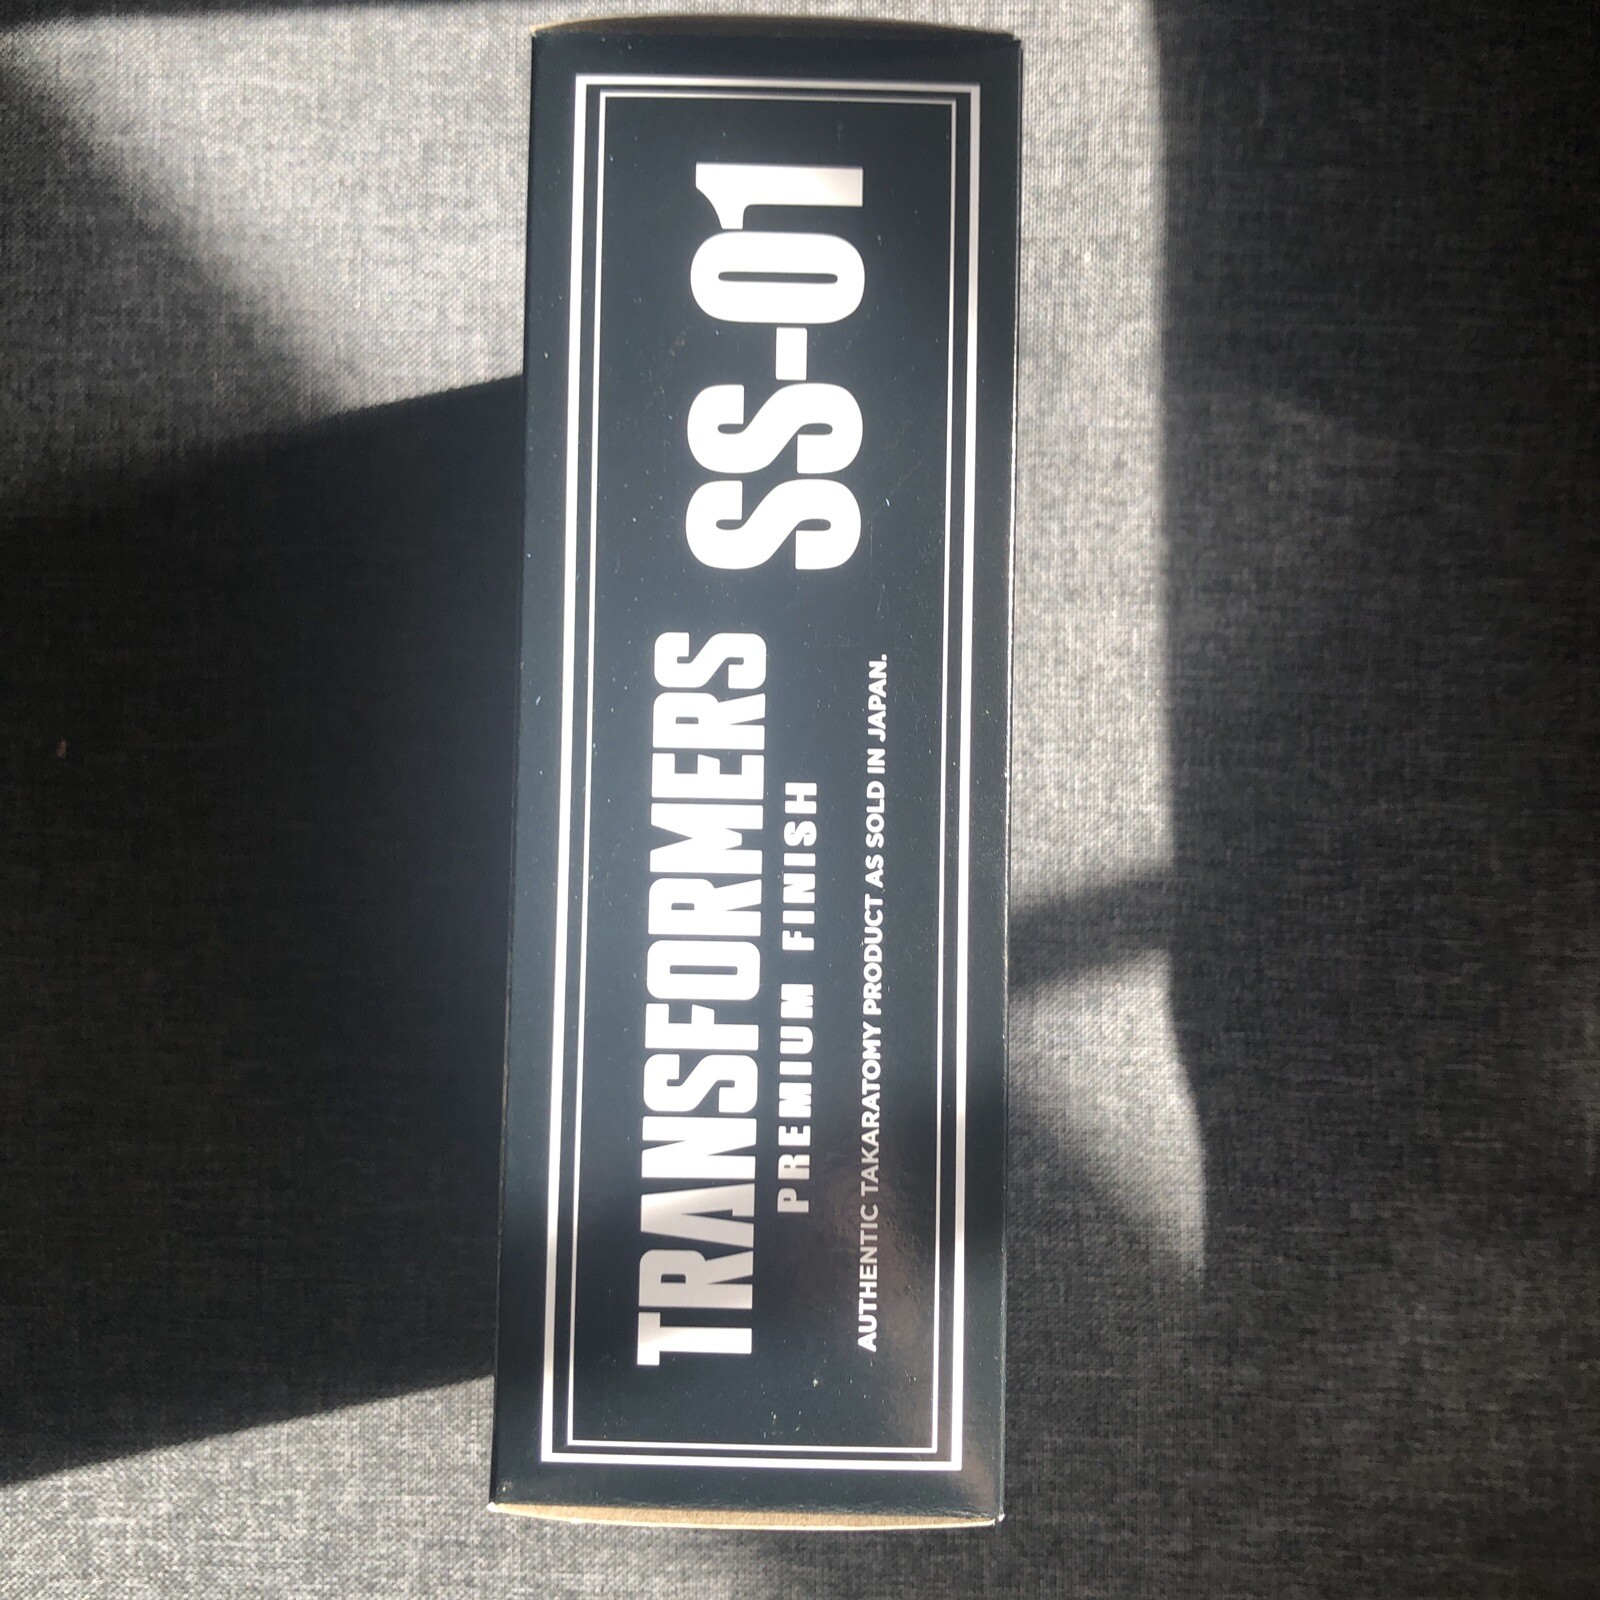 TRANSFORMERS SS-01
PREMIUM FINISH
AUTHENTIC TAKARATOMY PRODUCT AS SOLD IN JAPAN.